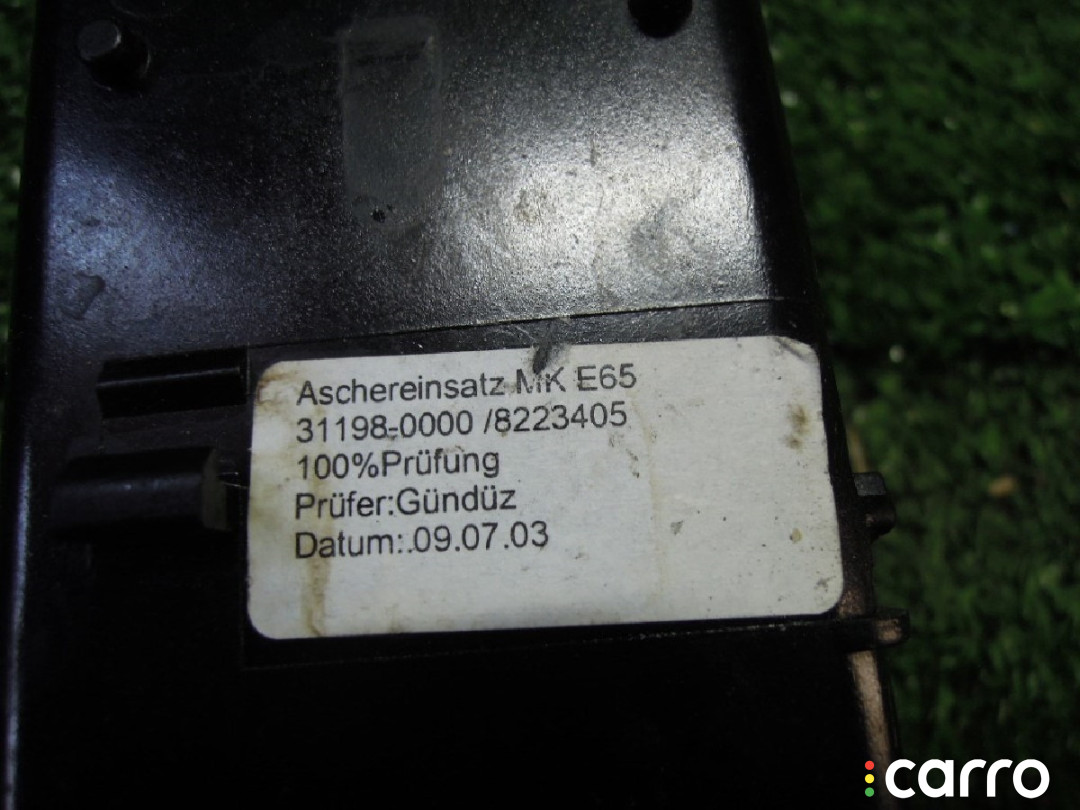 Aschereinsatz MK E65
31198-0000 /8223405
100%Prüfung
Prüfer:Gündüz
Datum:.09.07.03
carro